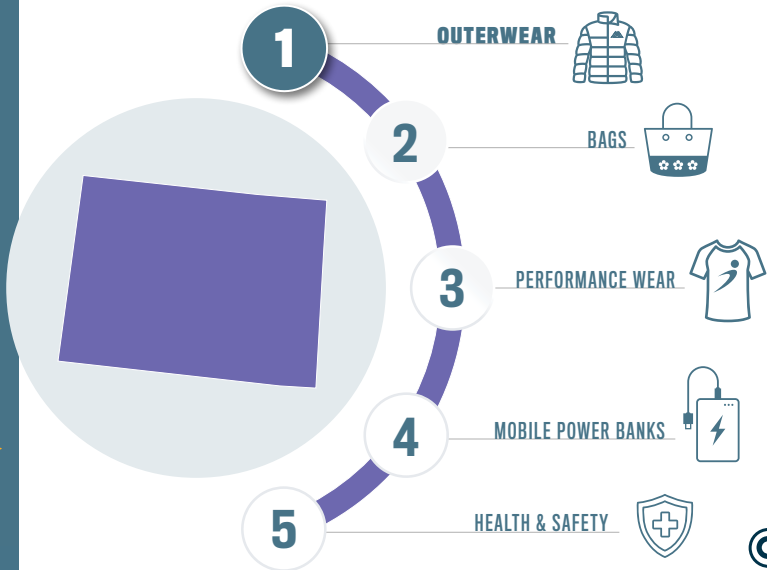 1
OUTERWEAR
2
BAGS
3
PERFORMANCE WEAR
4
MOBILE POWER BANKS
5
HEALTH & SAFETY